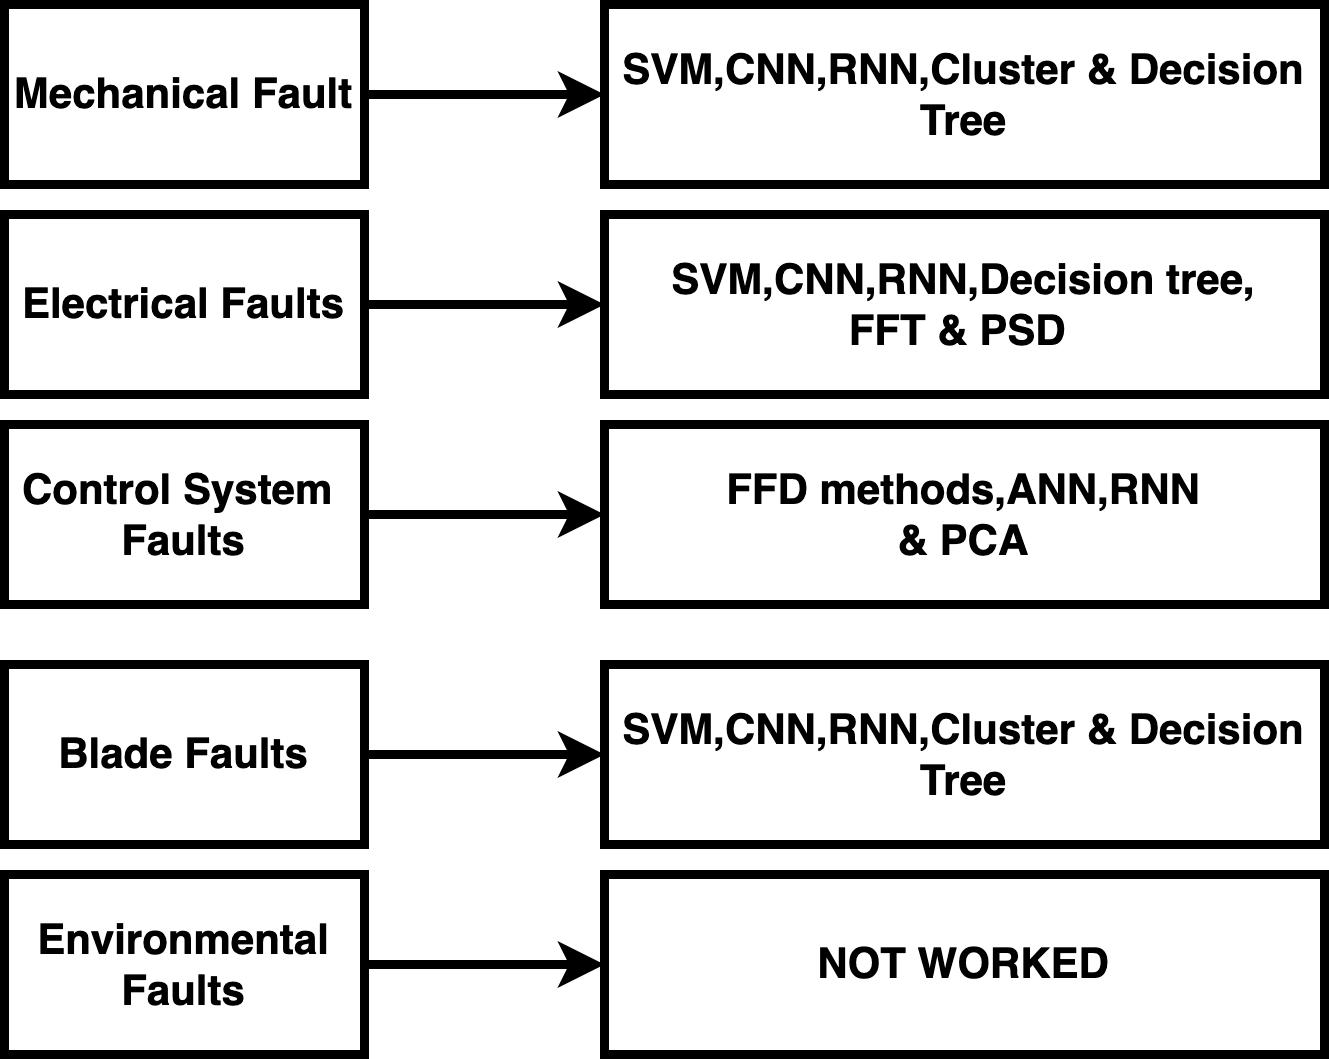 Mechanical Fault
SVM,CNN,RNN,Cluster & Decision
Tree
Electrical Faults
SVM,CNN,RNN,Decision tree,
FFT & PSD
Control System
Faults
FFD methods,ANN,RNN
& PCA
Blade Faults
SVM,CNN,RNN,Cluster & Decision
Tree
Environmental
Faults
NOT WORKED